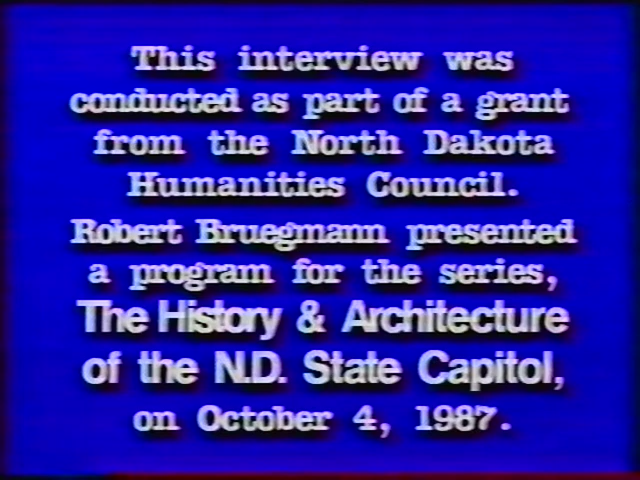 This interview was
conducted as part of a grant
from the North Dakota
Humanities Council.
Robert Bruegmann presented
a program for the series,
The History & Architecture
of the N.D. State Capitol,
on October 4, 1987.